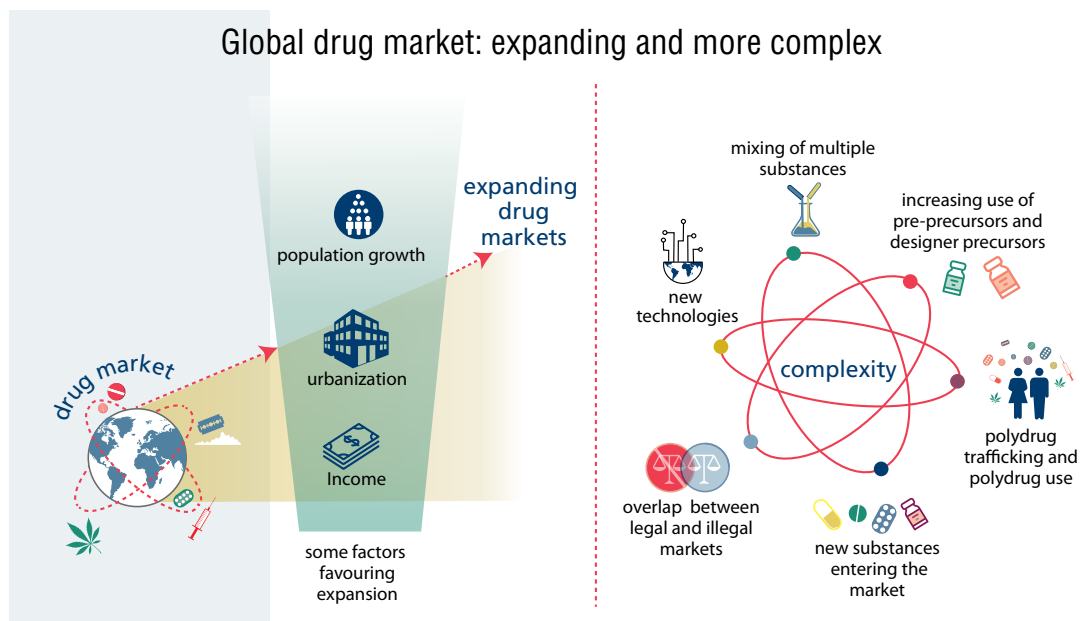 Global drug market: expanding and more complex
drug market
population growth
urbanization
Income
some factors
favouring
expansion
expanding
drug
markets
mixing of multiple
substances
increasing use of
pre-precursors and
designer precursors
new
technologies
complexity
polydrug
trafficking and
polydrug use
overlap between
legal and illegal
markets
new substances
entering the
market